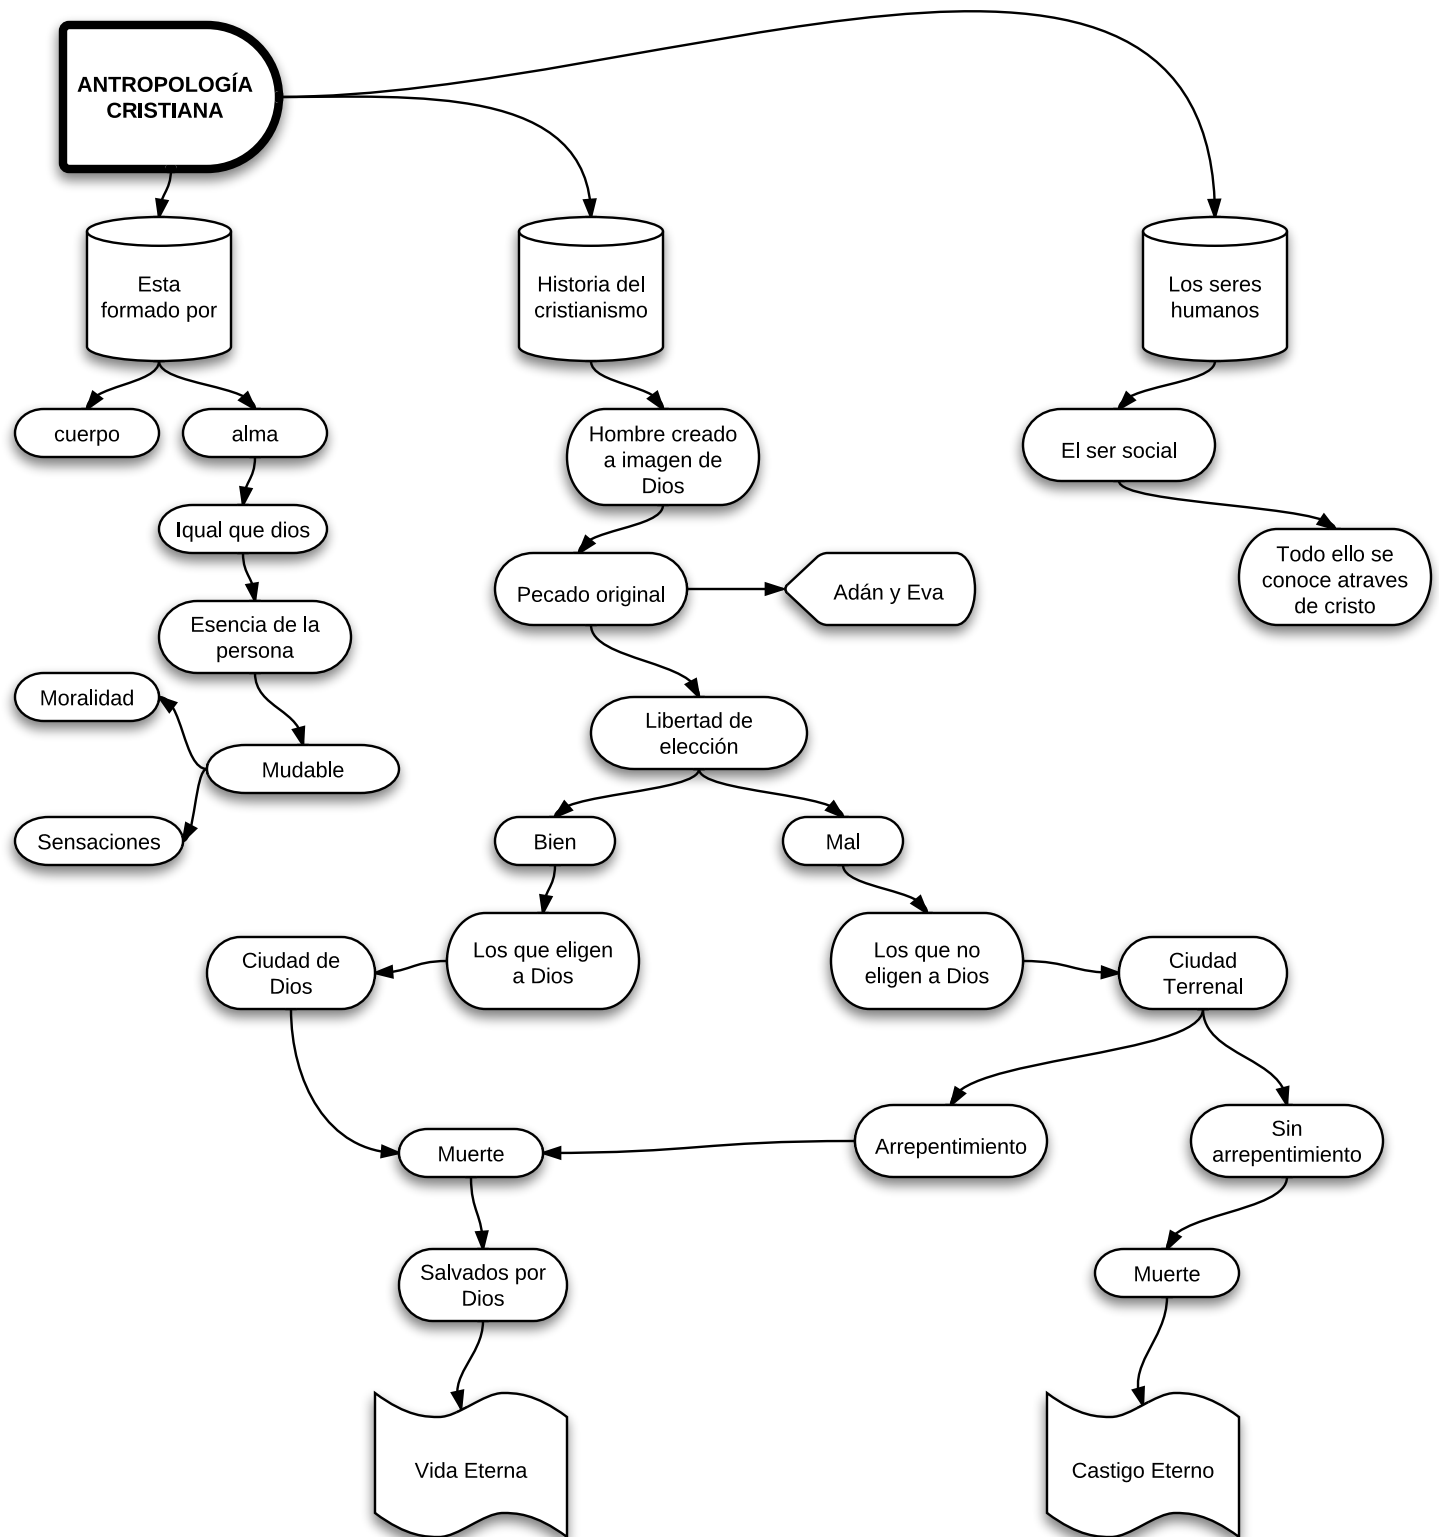 ANTROPOLOGÍA
CRISTIANA
Esta
formado por
Historia del
cristianismo
Los seres
humanos
cuerpo
alma
Hombre creado
a imagen de
Dios
El ser social
Iqual que dios
Todo ello se
conoce atraves
de cristo
Pecado original
Adán y Eva
Esencia de la
persona
Moralidad
Libertad de
elección
Mudable
Sensaciones
Bien
Mal
Ciudad de
Dios
Los que eligen
a Dios
Los que no
eligen a Dios
Ciudad
Terrenal
Muerte
Arrepentimiento
Sin
arrepentimiento
Salvados por
Dios
Muerte
Vida Eterna
Castigo Eterno